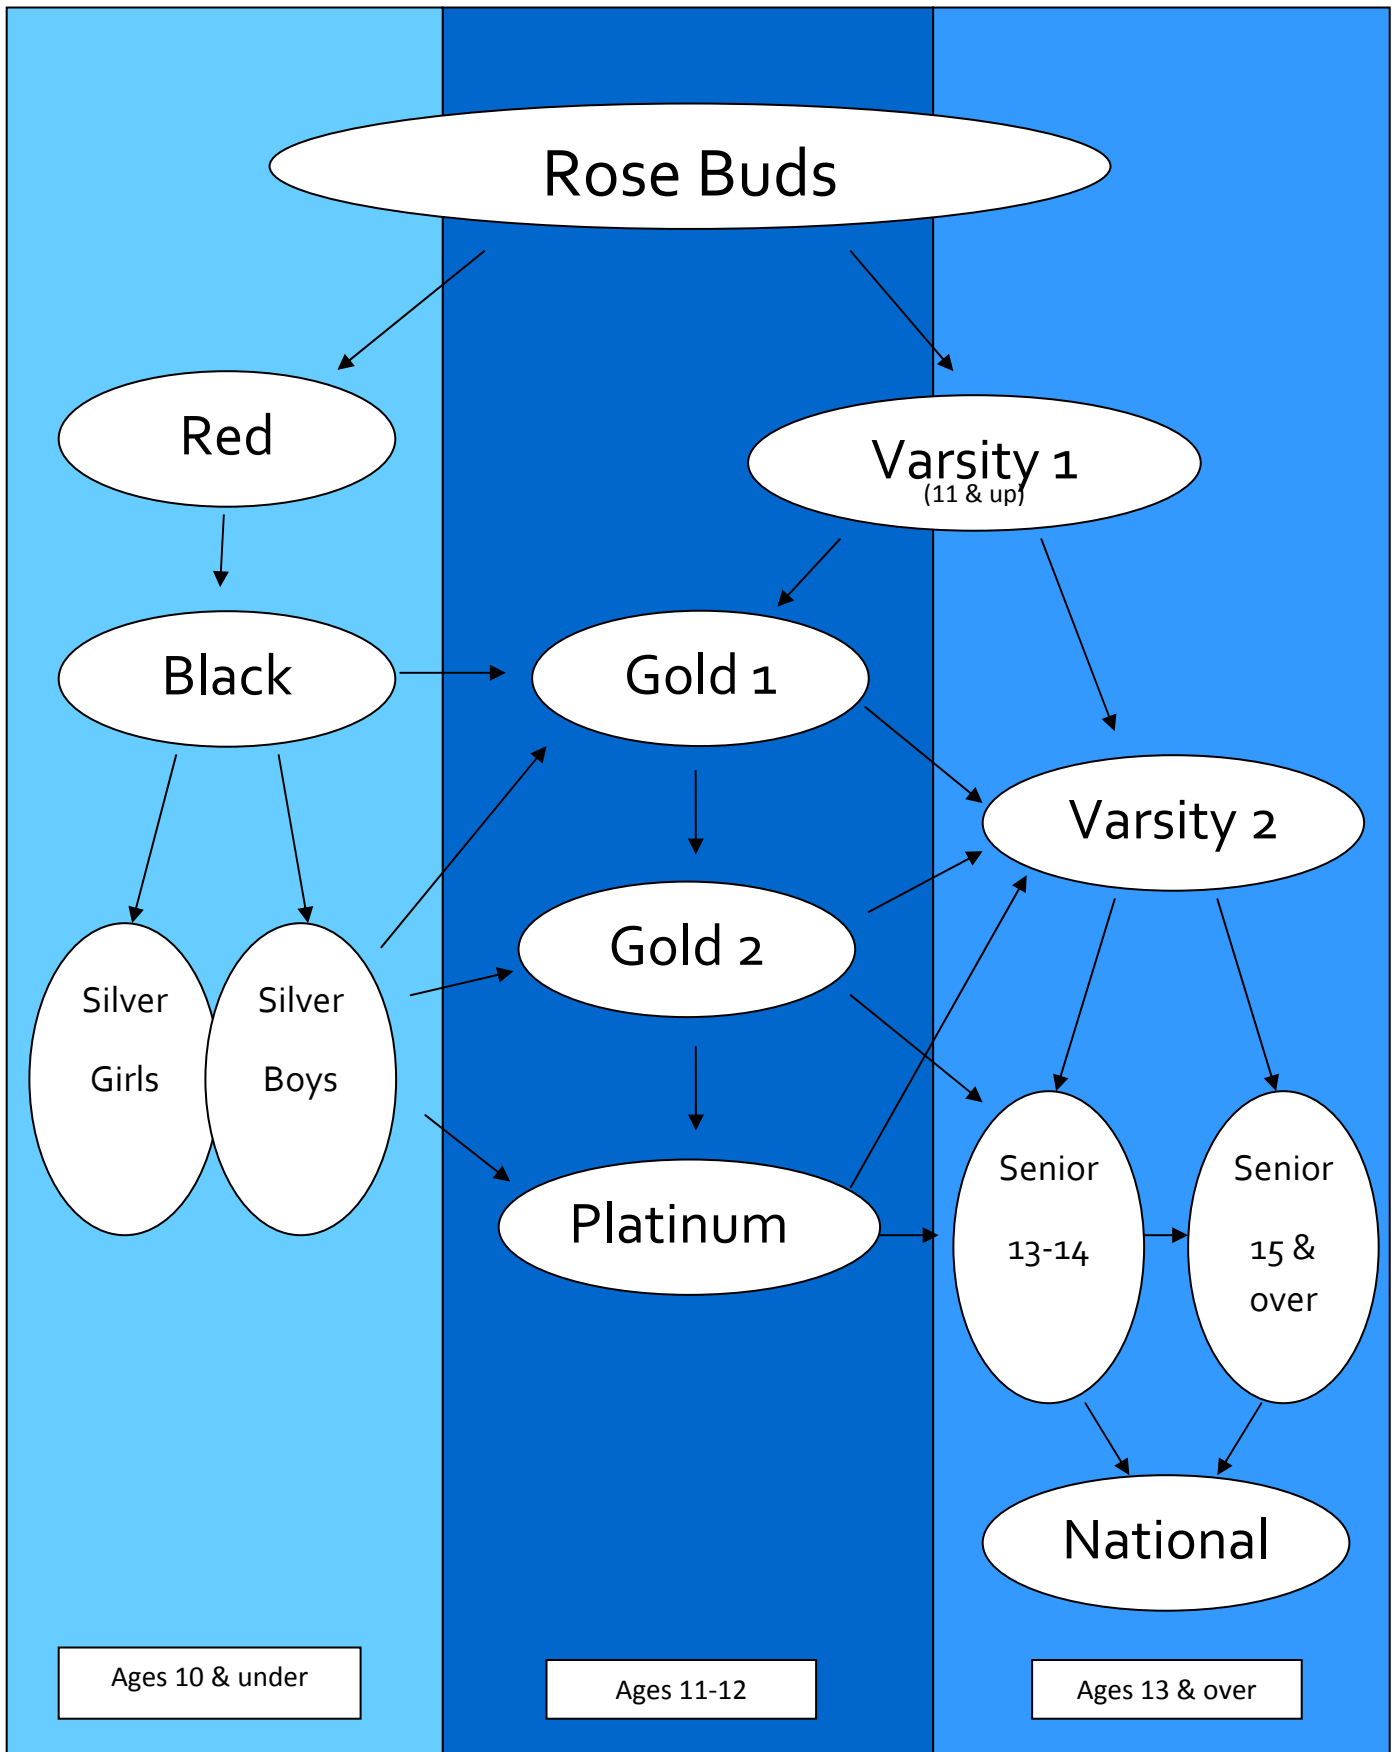 Rose Buds
Red
Varsity 1
(11 & up)
Black
Gold 1
Varsity 2
Gold 2
Silver
Girls
Silver
Boys
Platinum
Senior
13-14
Senior
15 &
over
National
Ages 10 & under
Ages 11-12
Ages 13 & over